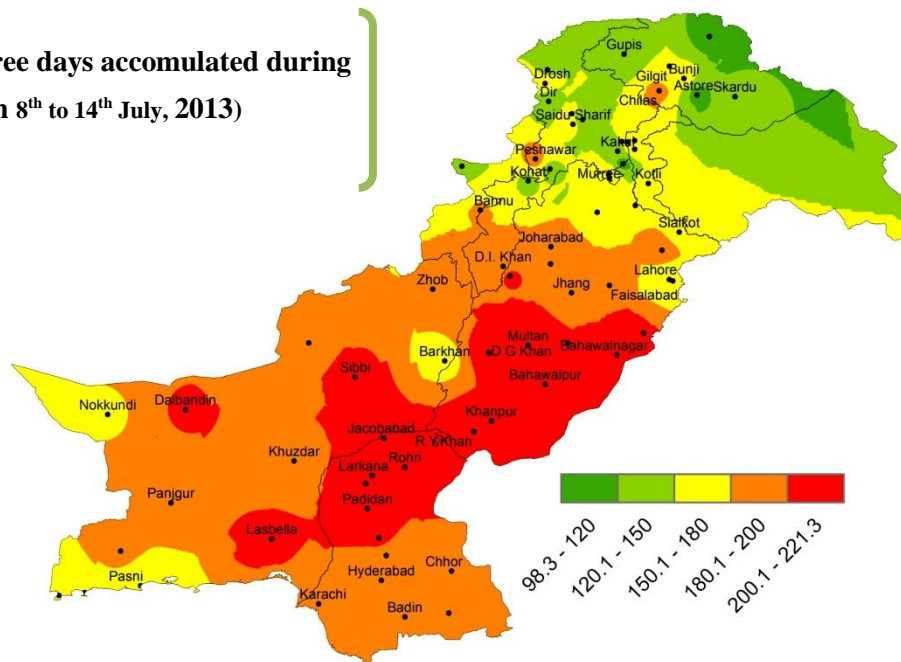 ree days accomulated during
8th to 14th July, 2013)
Gupis
Drosh
Dir
Gilgit
Bunji
Astore
Skardu
Chilas
Saidu Sharif
Peshawar
Kohat
Murree
Kotli
Bannu
Sialkot
Joharabad
D.I. Khan
Lahore
Zhob
Jhang
Faisalabad
Multan
Barkhan
D G Khan
Bahawalnagar
Sibbi
Bahawalpur
Nokkundi
Dalbandin
Khanpur
Jacobabad
R.Y.Khan
Khuzdar
Rohri
Larkana
Panjgur
Padidan
Lasbella
Chhor
Hyderabad
Pasni
Karachi
Badin
98.3 - 120
120.1 - 150
150.1 - 180
180.1 - 200
200.1 - 221.3